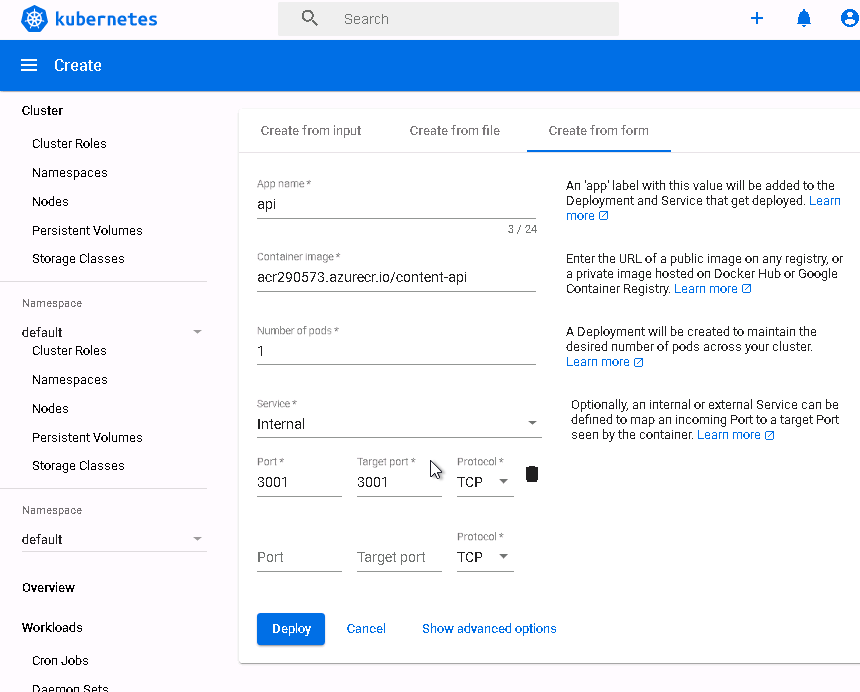 kubernetes
Search
Create
Cluster
Cluster Roles
Namespaces
Nodes
Persistent Volumes
Storage Classes
Namespace
default
Cluster Roles
Namespaces
Nodes
Persistent Volumes
Storage Classes
Namespace
default
Overview
Workloads
Cron Jobs
Daemon Sets
Create from input
Create from file
Create from form
App name *
api
3 / 24
An 'app' label with this value will be added to the
Deployment and Service that get deployed. Learn
more
Container image *
acr290573.azurecr.io/content-api
Enter the URL of a public image on any registry, or
a private image hosted on Docker Hub or Google
Container Registry. Learn more
Number of pods *
1
A Deployment will be created to maintain the
desired number of pods across your cluster.
Learn more
Service *
Internal
Optionally, an internal or external Service can be
defined to map an incoming Port to a target Port
seen by the container. Learn more
Port * Target port * Protocol *
3001 3001 TCP
Protocol *
Port Target port TCP
Deploy Cancel Show advanced options